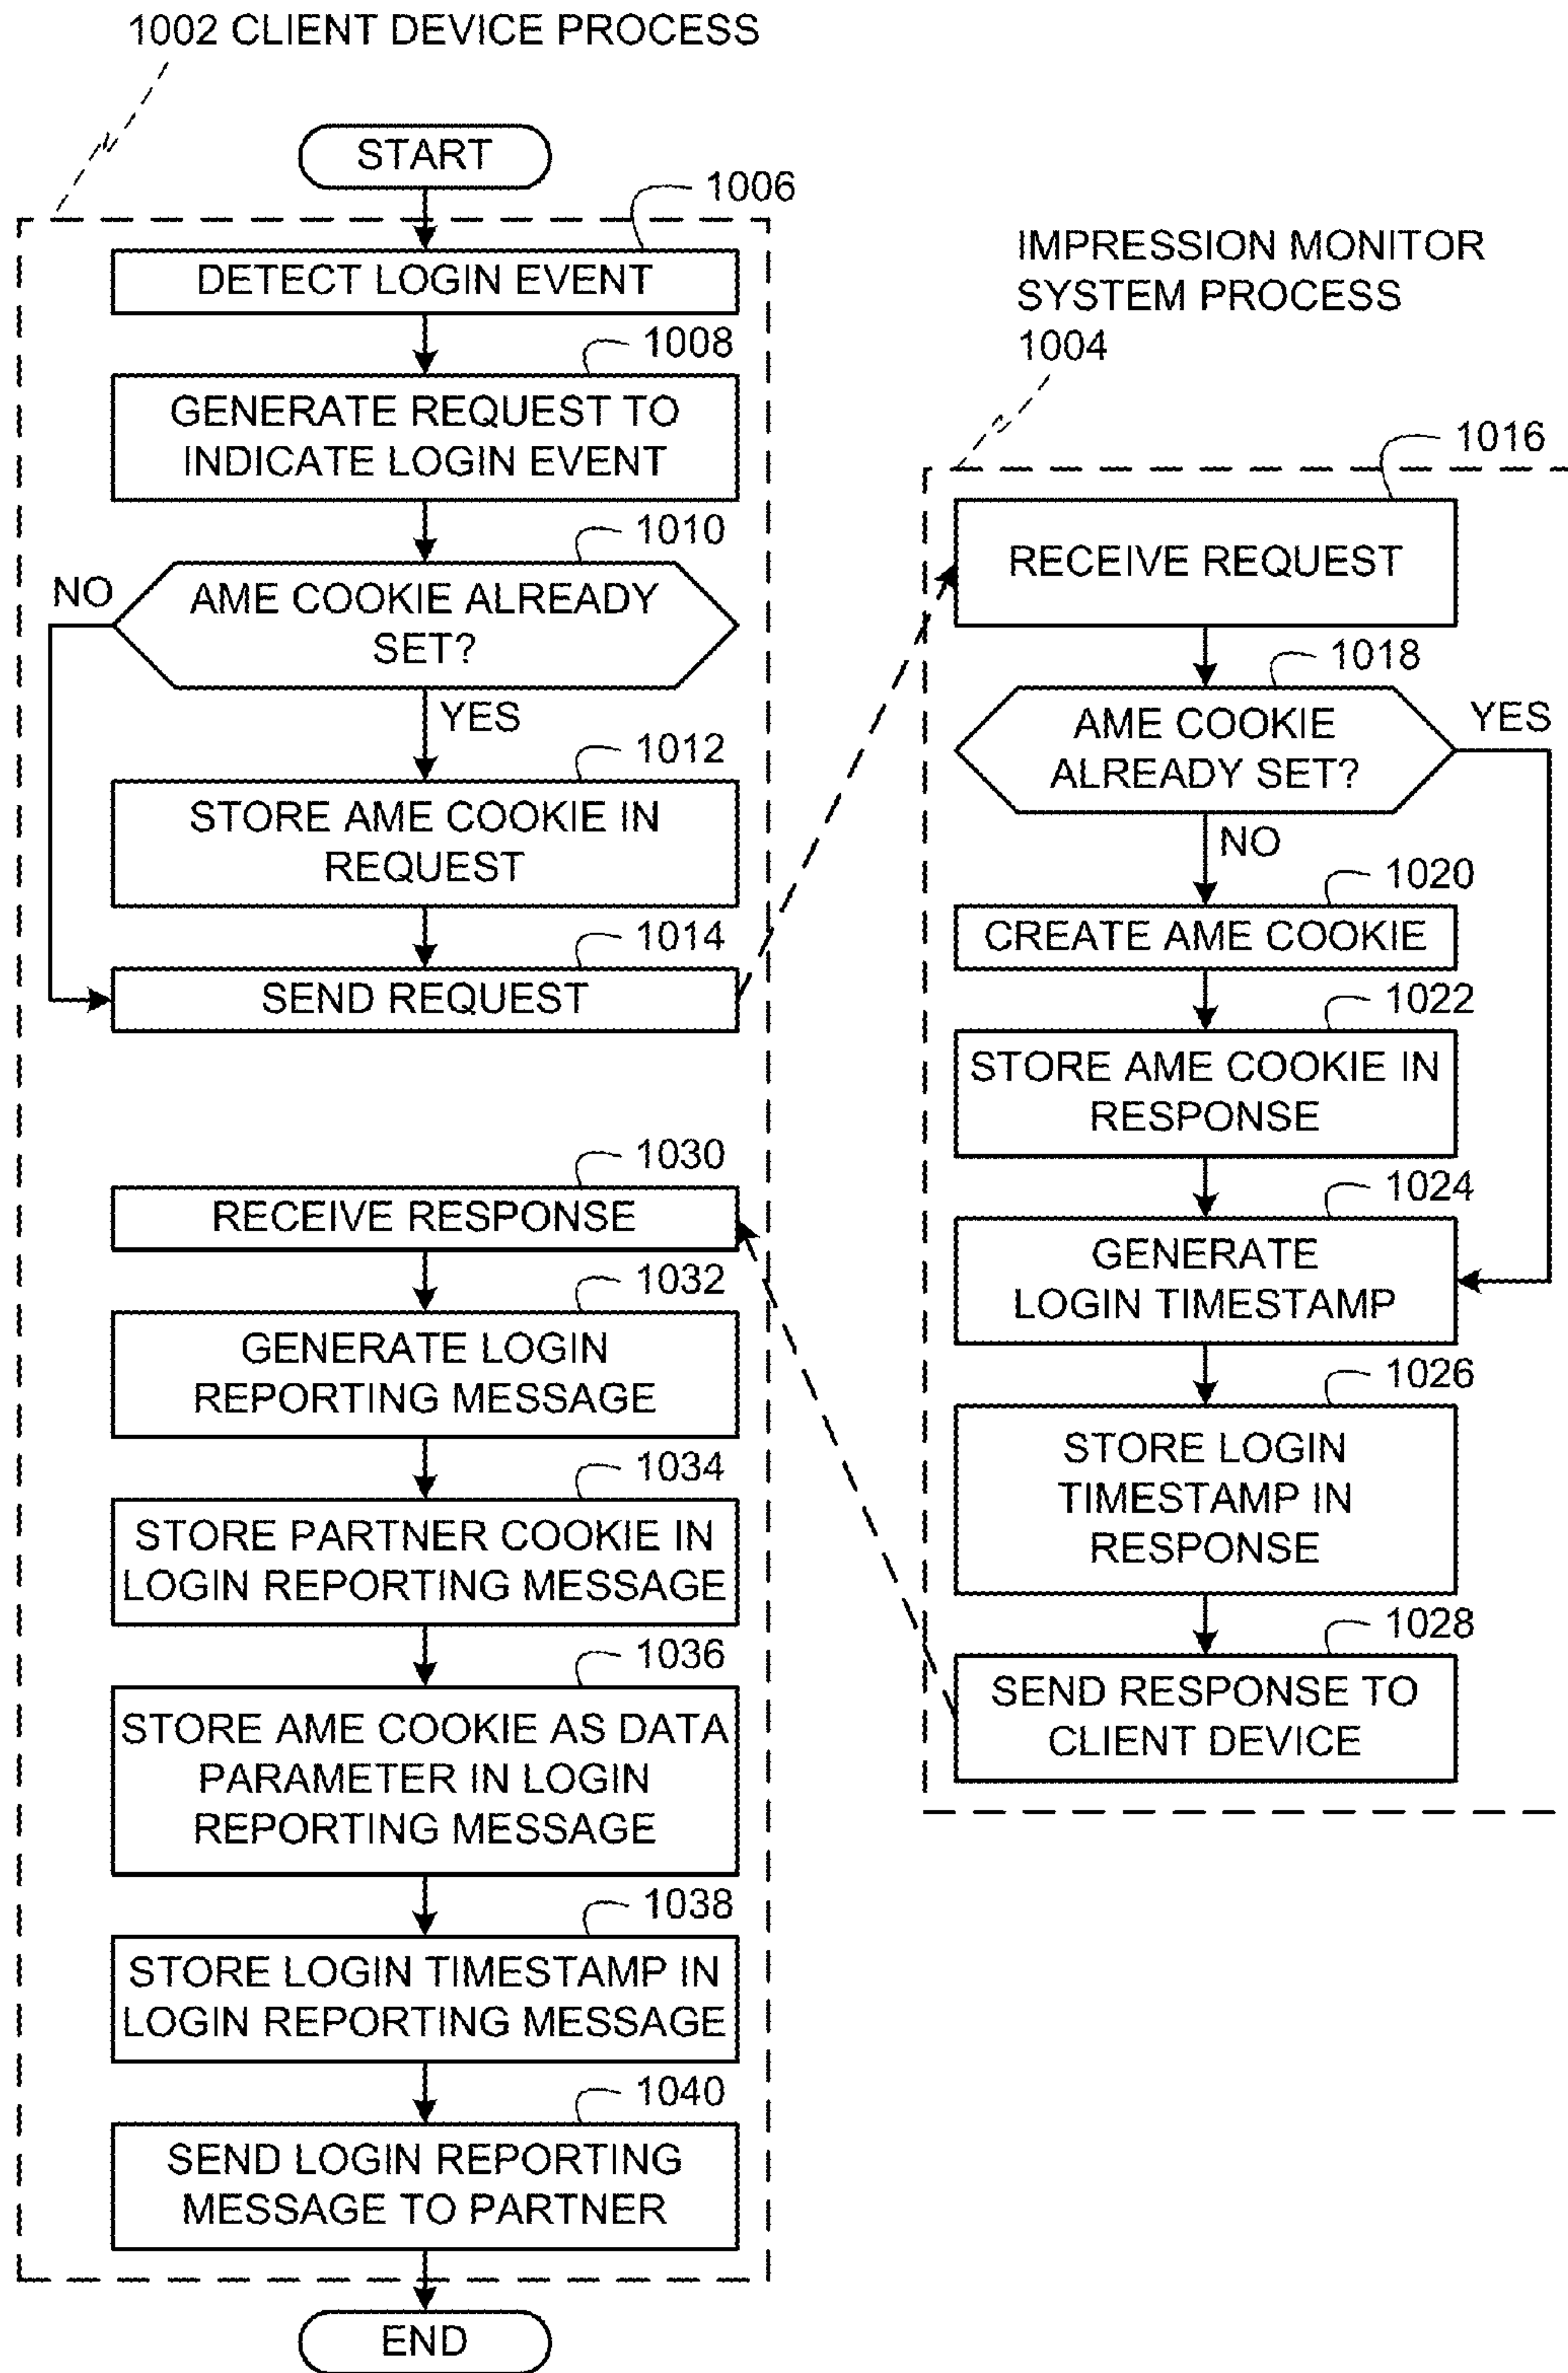 1002 CLIENT DEVICE PROCESS
START
1006
DETECT LOGIN EVENT
1008
GENERATE REQUEST TO
INDICATE LOGIN EVENT
1010
NO
AME COOKIE ALREADY
SET?
YES
1012
STORE AME COOKIE IN
REQUEST
1014
SEND REQUEST
1030
RECEIVE RESPONSE
1032
GENERATE LOGIN
REPORTING MESSAGE
1034
STORE PARTNER COOKIE IN
LOGIN REPORTING MESSAGE
1036
STORE AME COOKIE AS DATA
PARAMETER IN LOGIN
REPORTING MESSAGE
1038
STORE LOGIN TIMESTAMP IN
LOGIN REPORTING MESSAGE
1040
SEND LOGIN REPORTING
MESSAGE TO PARTNER
END
IMPRESSION MONITOR
SYSTEM PROCESS
1004
1016
RECEIVE REQUEST
1018
AME COOKIE
ALREADY SET?
YES
NO
1020
CREATE AME COOKIE
1022
STORE AME COOKIE IN
RESPONSE
1024
GENERATE
LOGIN TIMESTAMP
1026
STORE LOGIN
TIMESTAMP IN
RESPONSE
1028
SEND RESPONSE TO
CLIENT DEVICE